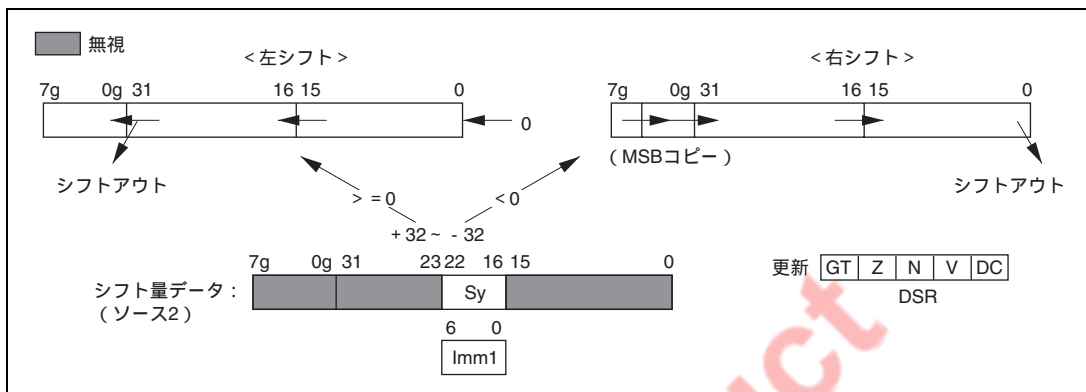 無視
<左シフト>
<右シフト>
7g 0g 31 16 15 0
7g 0g 31 16 15 0
0
(MSBコピー)
シフトアウト
シフトアウト
> =0
<0
+32~ -32
7g 0g 31 23 22 16 15 0
シフト量データ:
(ソース2)
Sy
6 0
Imm1
更新 GT Z N V DC
DSR
uct